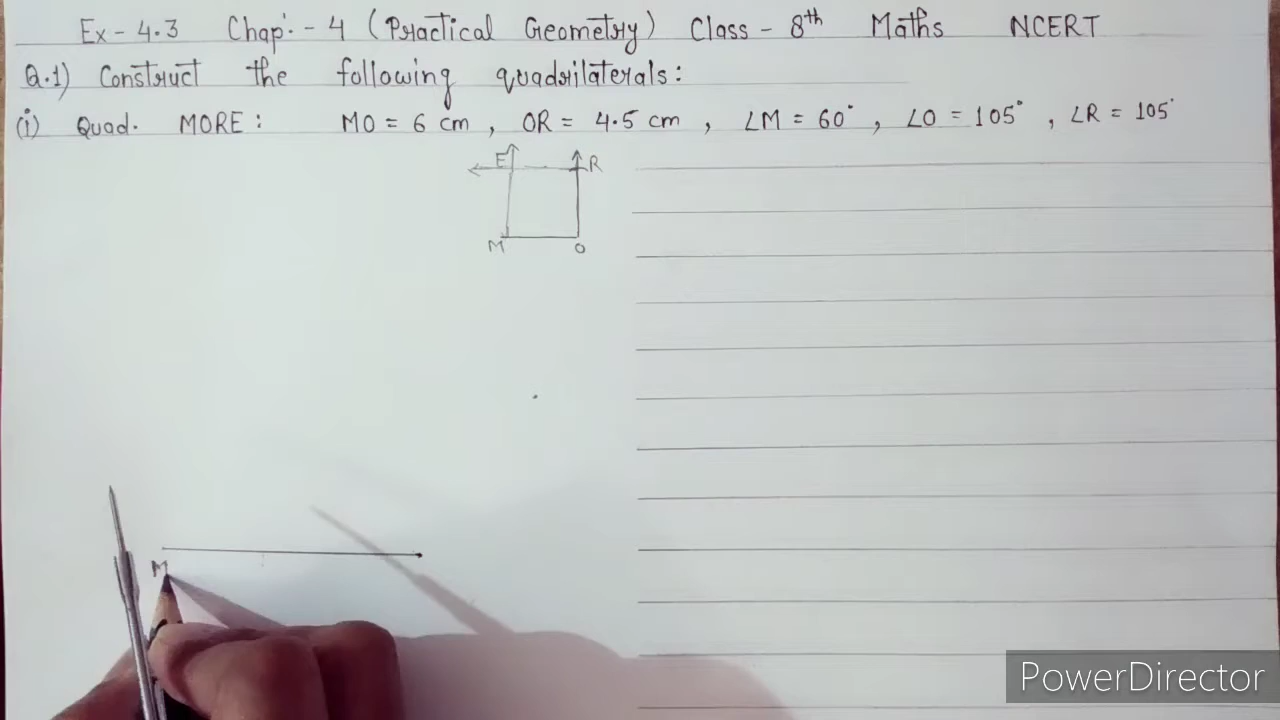 Ex - 4.3 Chap. - 4 (Practical Geometry) Class - 8th Maths NCERT
Q.1) Construct the following quadrilaterals:
(i) Quad. MORE: MO = 6 cm, OR = 4.5 cm, ∠M = 60°, ∠O = 105°, ∠R = 105°
E R
M O
M
PowerDirector